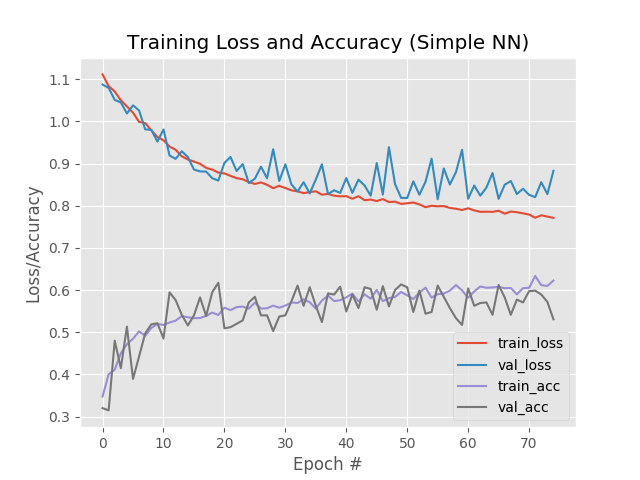 Training Loss and Accuracy (Simple NN)
Loss/Accuracy
1.1
1.0
0.9
0.8
0.7
0.6
0.5
0.4
0.3
train_loss
val_loss
train_acc
val_acc
0 10 20 30 40 50 60 70
Epoch #